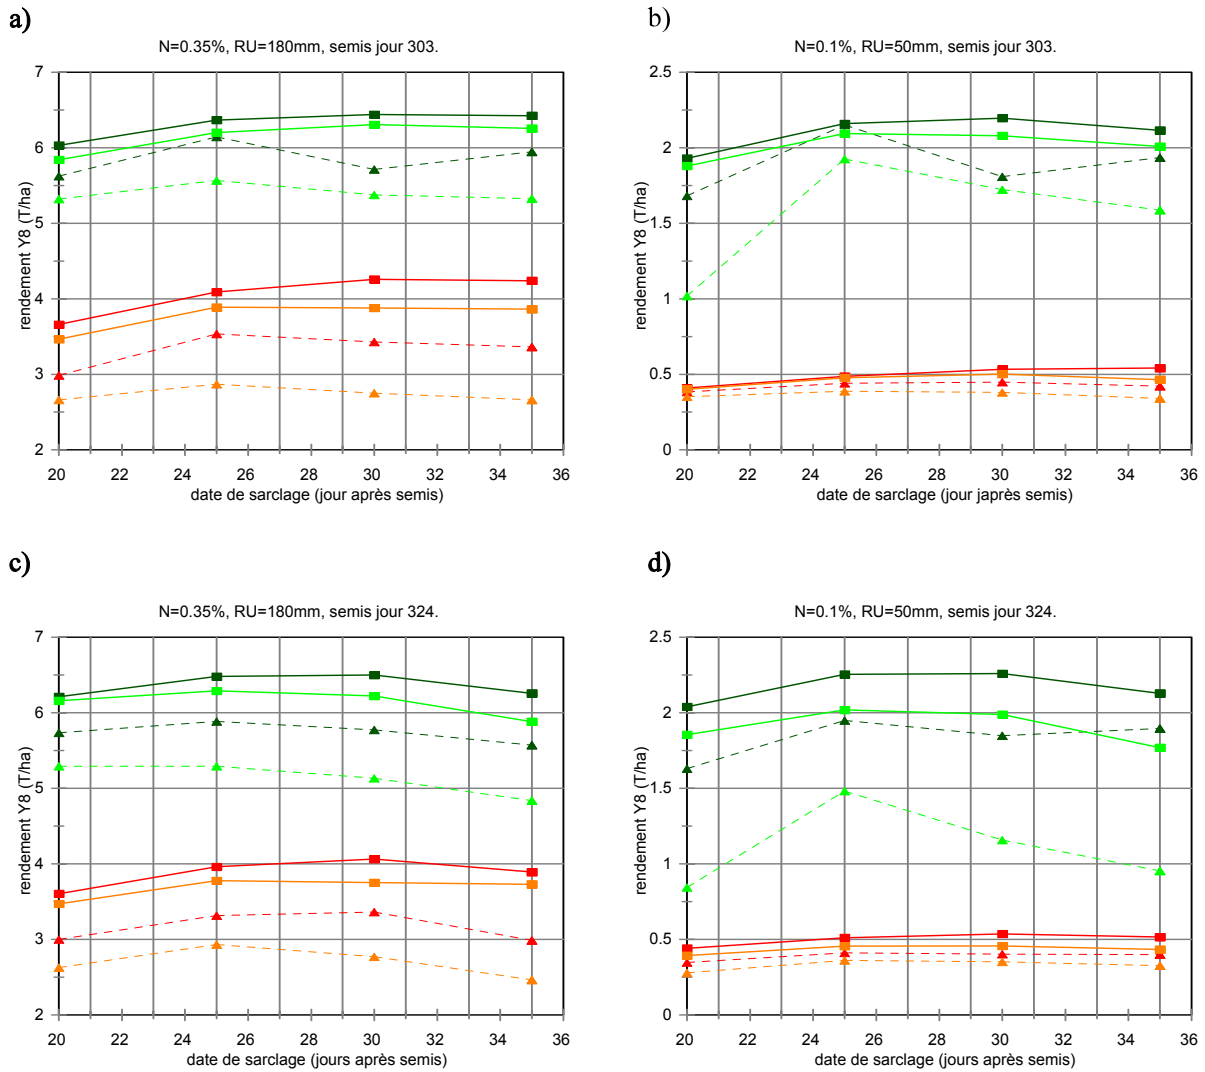 a)
N=0.35%, RU=180mm, semis jour 303.
7
6
5
4
3
2
rendement Y8 (T/ha)
20 22 24 26 28 30 32 34 36
date de sarclage (jour après semis)
b)
N=0.1%, RU=50mm, semis jour 303.
2.5
2
1.5
1
0.5
0
rendement Y8 (T/ha)
20 22 24 26 28 30 32 34 36
date de sarclage (jour japrès semis)
c)
N=0.35%, RU=180mm, semis jour 324.
7
6
5
4
3
2
rendement Y8 (T/ha)
20 22 24 26 28 30 32 34 36
date de sarclage (jours après semis)
d)
N=0.1%, RU=50mm, semis jour 324.
2.5
2
1.5
1
0.5
0
rendement Y8 (T/ha)
20 22 24 26 28 30 32 34 36
date de sarclage (jours après semis)